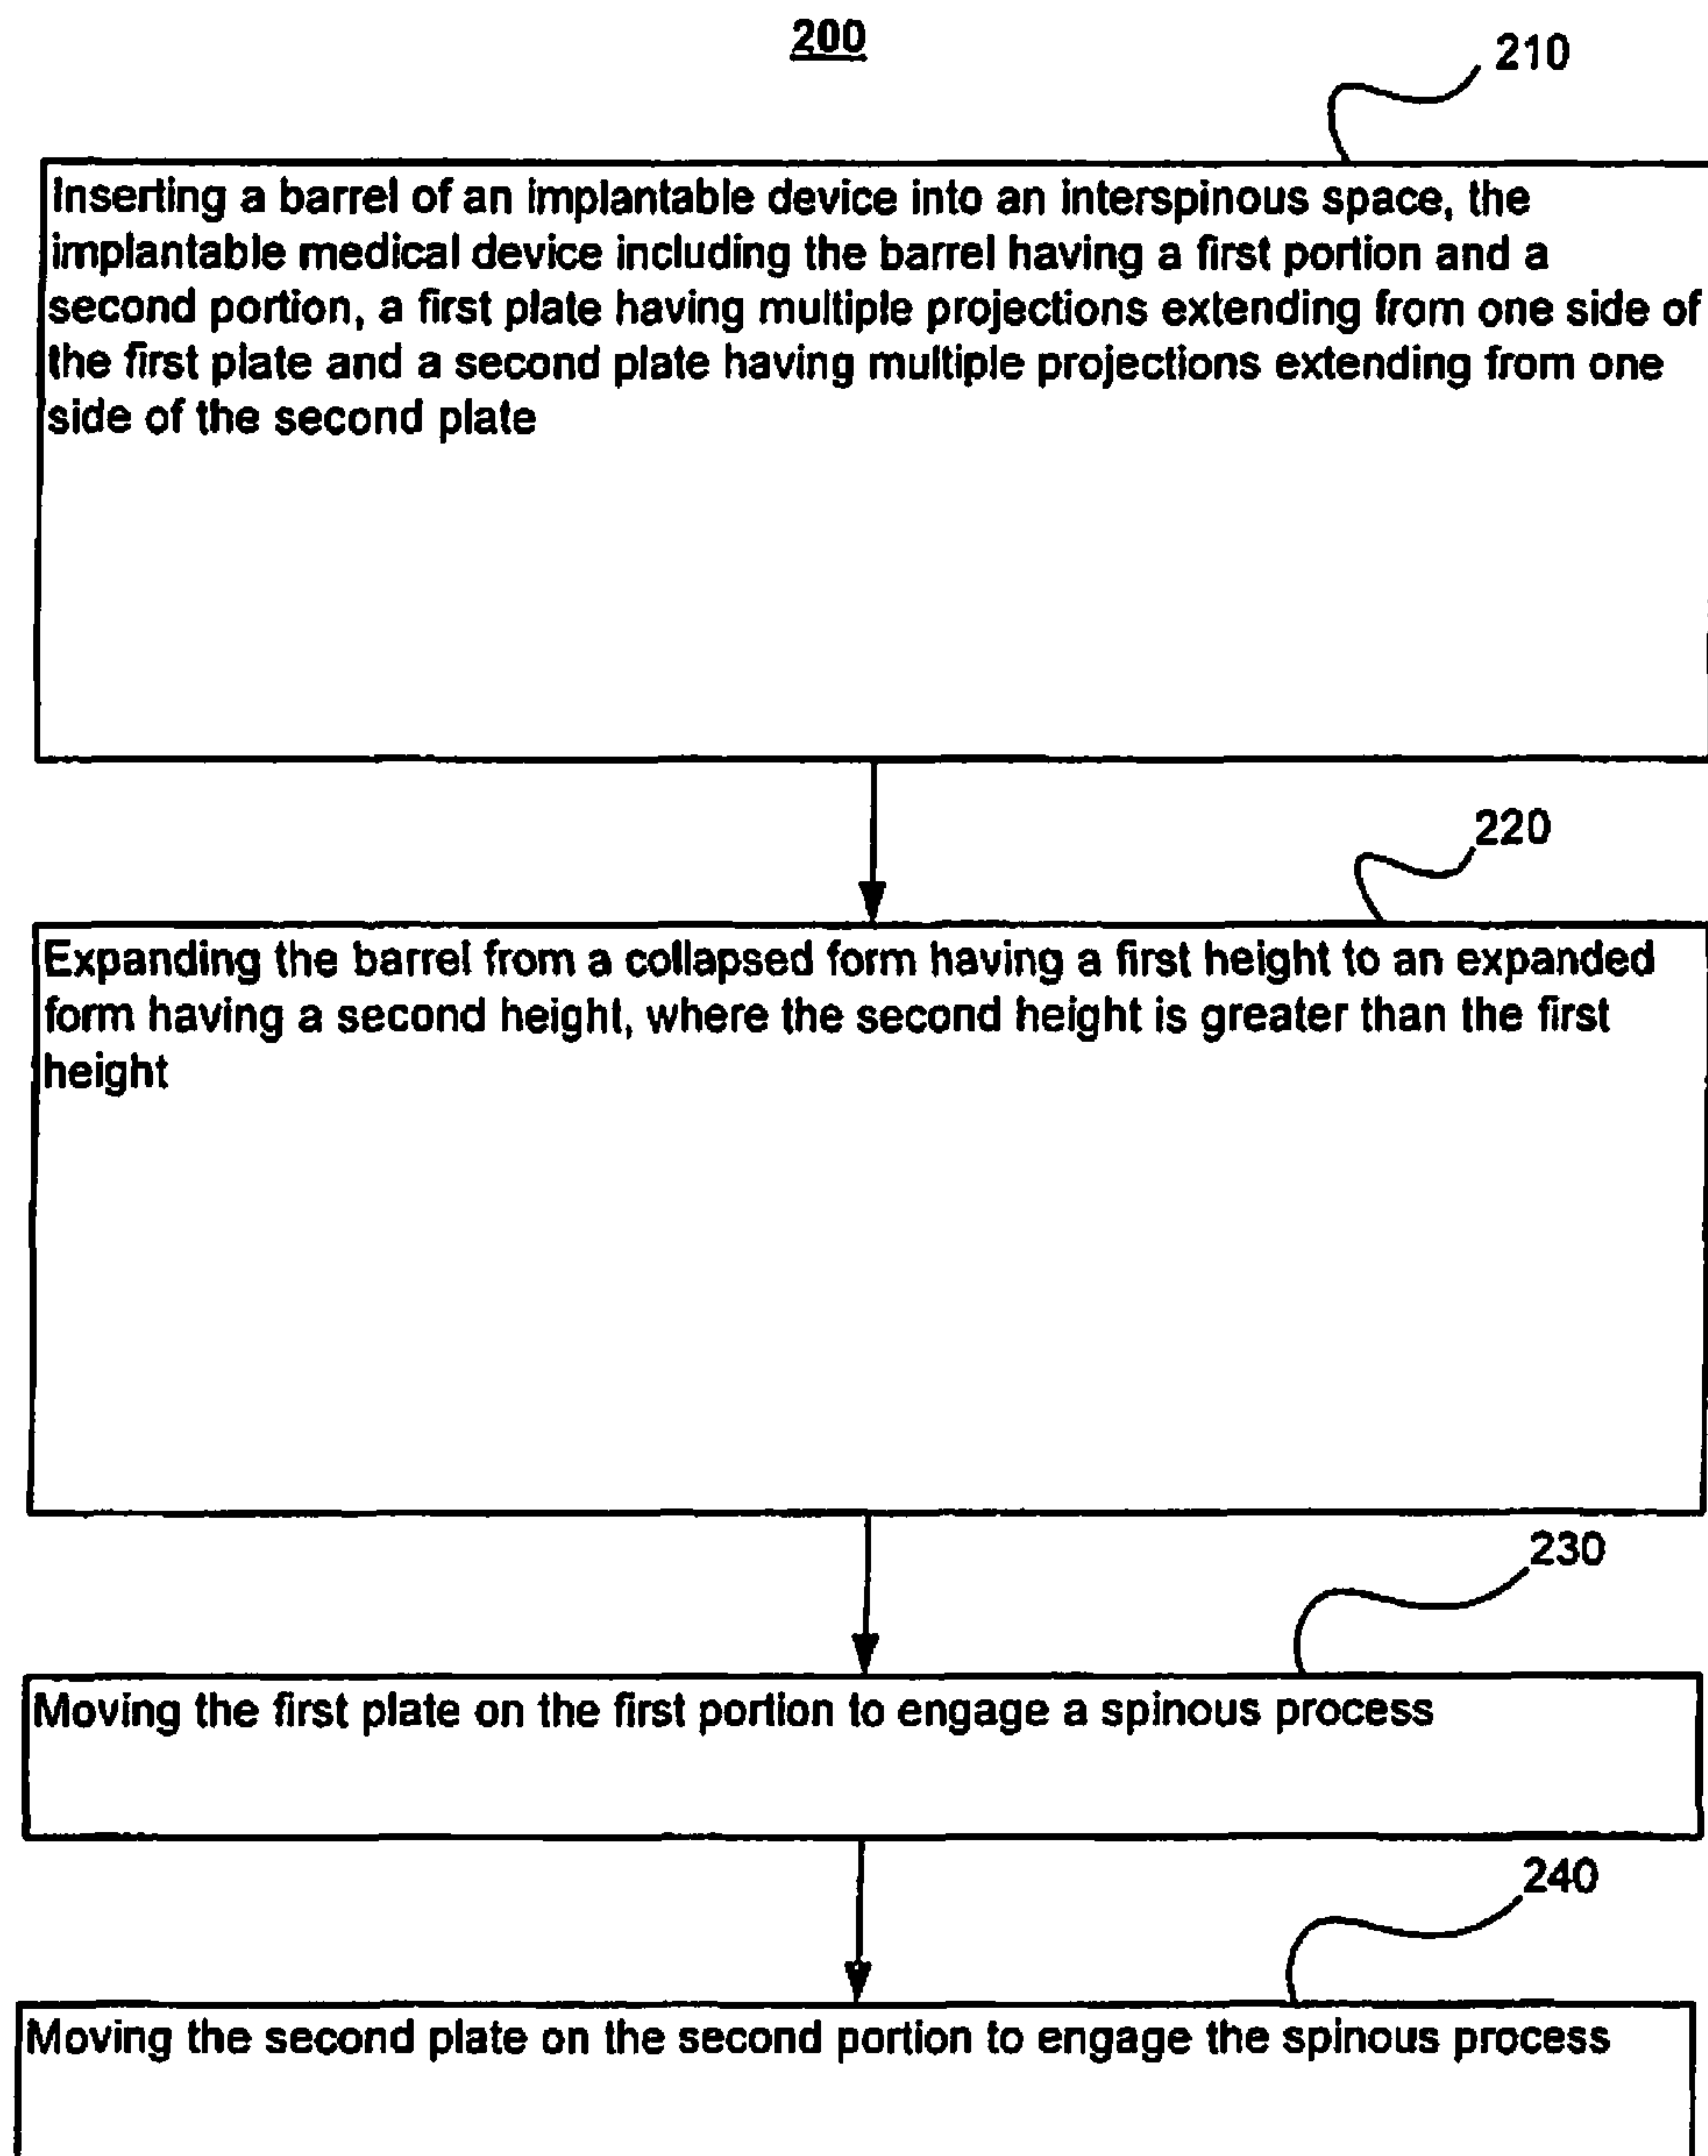 200
210
Inserting a barrel of an implantable device into an interspinous space, the
implantable medical device including the barrel having a first portion and a
second portion, a first plate having multiple projections extending from one side of
the first plate and a second plate having multiple projections extending from one
side of the second plate
220
Expanding the barrel from a collapsed form having a first height to an expanded
form having a second height, where the second height is greater than the first
height
230
Moving the first plate on the first portion to engage a spinous process
240
Moving the second plate on the second portion to engage the spinous process